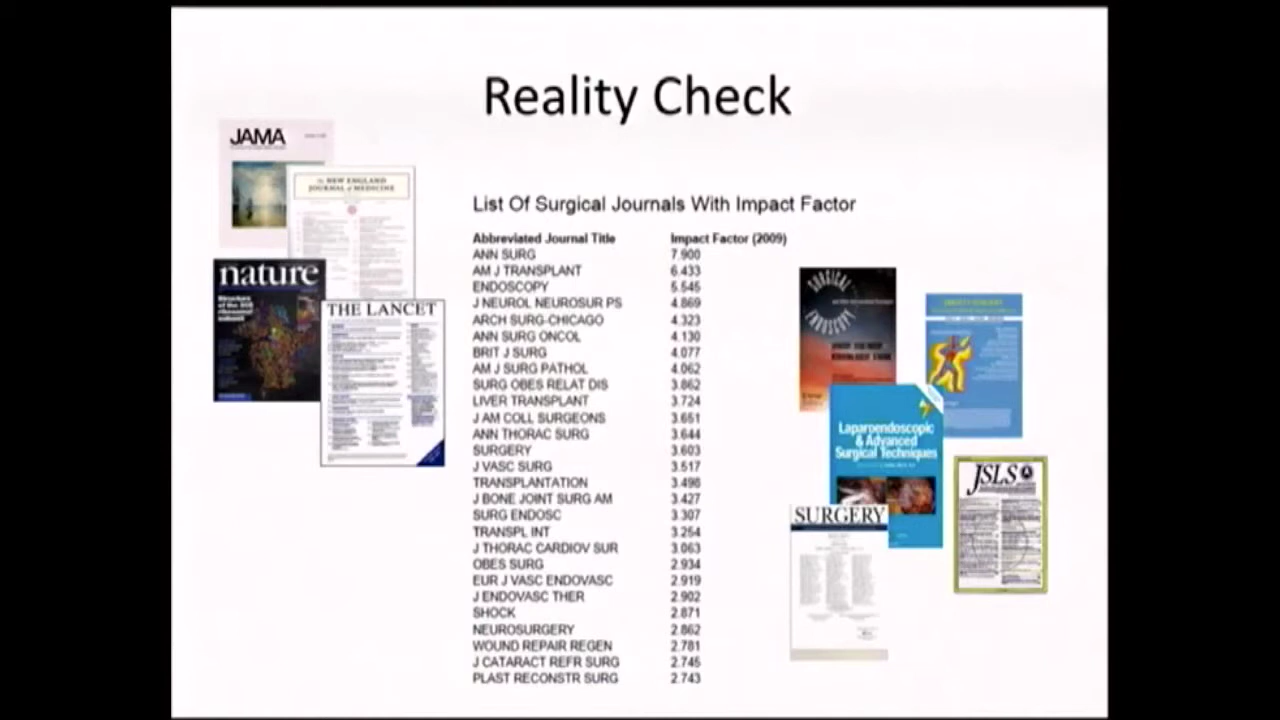 Reality Check
JAMA
THE NEW ENGLAND
JOURNAL of MEDICINE
nature
Structure
of the
ribosomal
subunit
THE LANCET
List Of Surgical Journals With Impact Factor
Abbreviated Journal Title Impact Factor (2009)
ANN SURG 7.900
AM J TRANSPLANT 6.433
ENDOSCOPY 5.545
J NEUROL NEUROSUR PS 4.869
ARCH SURG-CHICAGO 4.323
ANN SURG ONCOL 4.130
BRIT J SURG 4.077
AM J SURG PATHOL 4.062
SURG OBES RELAT DIS 3.862
LIVER TRANSPLANT 3.724
J AM COLL SURGEONS 3.651
ANN THORAC SURG 3.644
SURGERY 3.603
J VASC SURG 3.517
TRANSPLANTATION 3.498
J BONE JOINT SURG AM 3.427
SURG ENDOSC 3.307
TRANSPL INT 3.254
J THORAC CARDIOV SUR 3.063
OBES SURG 2.934
EUR J VASC ENDOVASC 2.919
J ENDOVASC THER 2.902
SHOCK 2.871
NEUROSURGERY 2.862
WOUND REPAIR REGEN 2.781
J CATARACT REFR SURG 2.745
PLAST RECONSTR SURG 2.743
SURGICAL
ENDOSCOPY
Laparoendoscopic
& Advanced
Surgical Techniques
JSLS
SURGERY